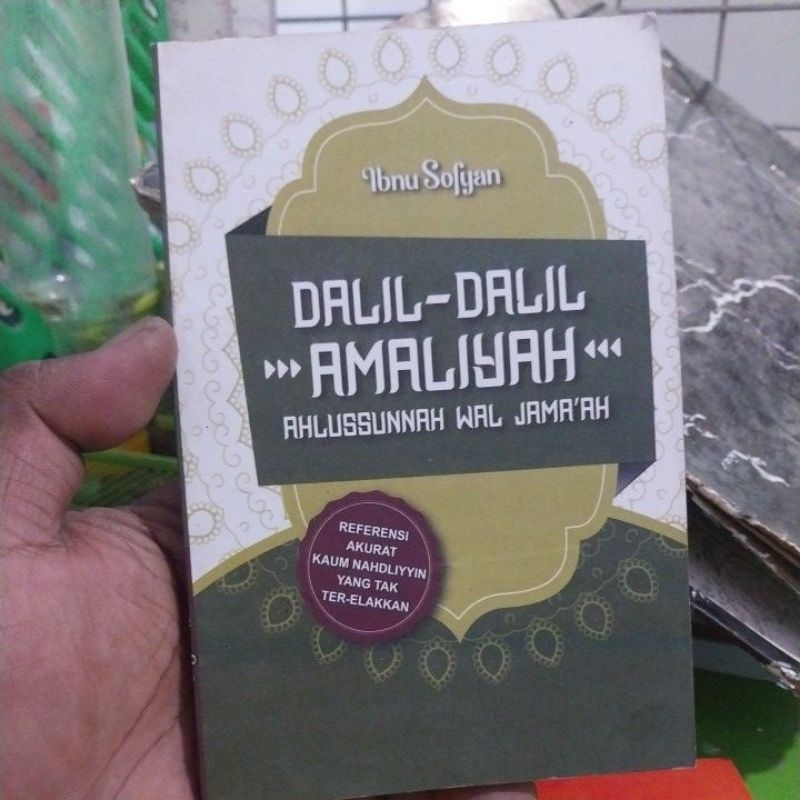 Ibnu Sofyan
DALIL-DALIL
AMALIYAH
AHLUSSUNNAH WAL JAMA'AH
REFERENSI
AKURAT
KAUM NAHDLIYYIN
YANG TAK
TER-ELAKKAN